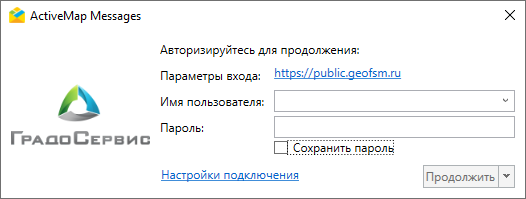 ActiveMap Messages
Авторизируйтесь для продолжения:
Параметры входа: https://public.geofsm.ru
Имя пользователя:
Пароль:
Сохранить пароль
ГрадоСервис
Настройки подключения
Продолжить